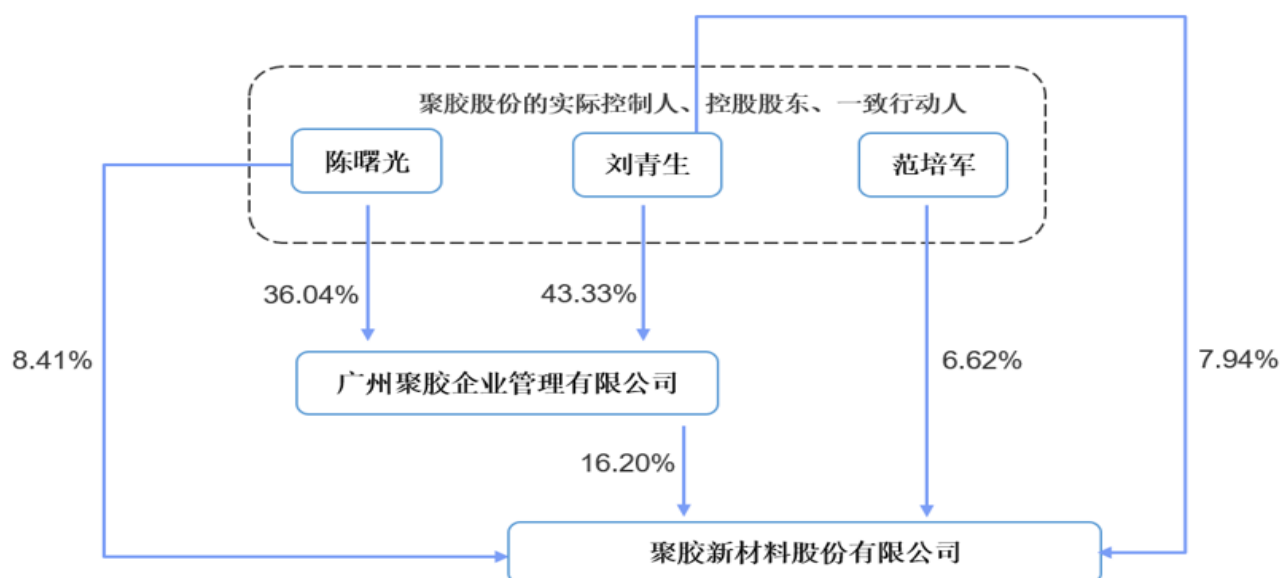 聚胶股份的实际控制人、控股股东、一致行动人
陈曙光
刘青生
范培军
36.04%
43.33%
8.41%
6.62%
7.94%
广州聚胶企业管理有限公司
16.20%
聚胶新材料股份有限公司